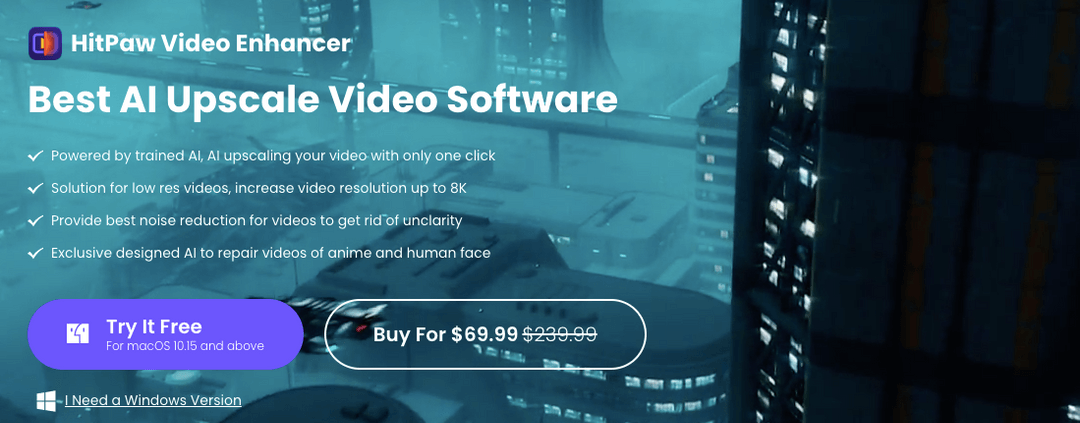 HitPaw Video Enhancer
Best AI Upscale Video Software
Powered by trained AI, AI upscaling your video with only one click
Solution for low res videos, increase video resolution up to 8K
Provide best noise reduction for videos to get rid of unclarity
Exclusive designed AI to repair videos of anime and human face
Try It Free
For macOS 10.15 and above
Buy For $69.99 $239.99
I Need a Windows Version